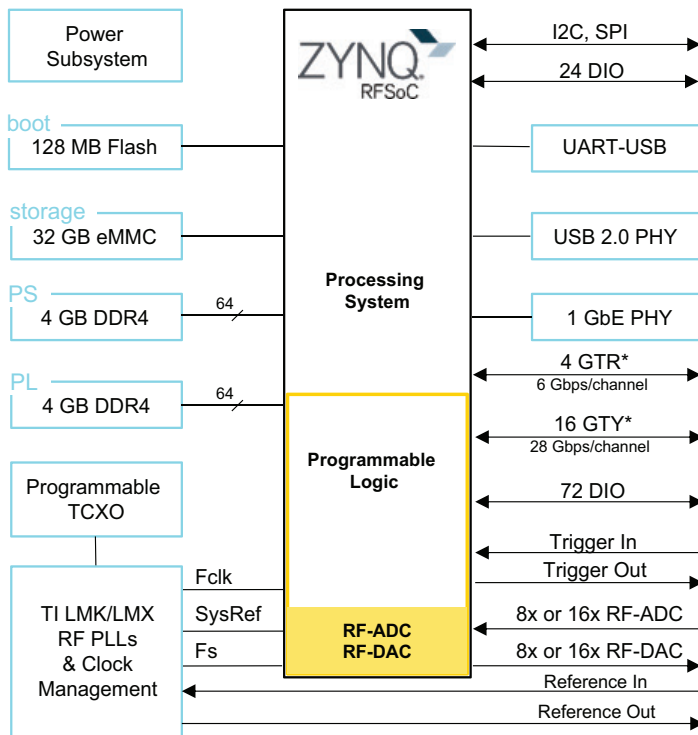 Power
Subsystem
boot
128 MB Flash
storage
32 GB eMMC
PS
4 GB DDR4
64
PL
4 GB DDR4
64
Programmable
TCXO
TI LMK/LMX
RF PLLs
& Clock
Management
Fclk
SysRef
Fs
ZYNQ®
RFSoC
Processing
System
Programmable
Logic
RF-ADC
RF-DAC
I2C, SPI
24 DIO
UART-USB
USB 2.0 PHY
1 GbE PHY
4 GTR*
6 Gbps/channel
16 GTY*
28 Gbps/channel
72 DIO
Trigger In
Trigger Out
8x or 16x RF-ADC
8x or 16x RF-DAC
Reference In
Reference Out